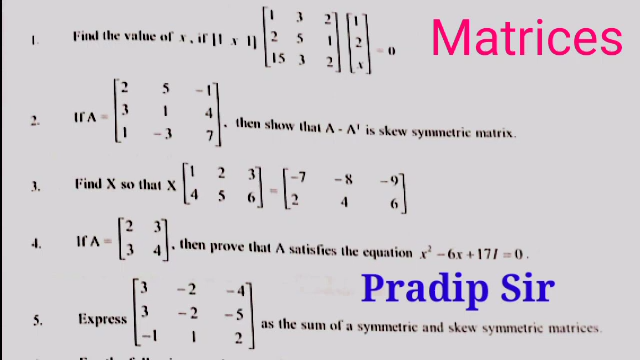 Matrices
1. Find the value of x, if [1 x 1] [1 3 2; 2 5 1; 15 3 2] [1; 2; x] = 0
2. If A = [2 5 -1; 3 1 4; 1 -3 7], then show that A - A' is skew symmetric matrix.
3. Find X so that X [1 2 3; 4 5 6] = [-7 -8 -9; 2 4 6]
4. If A = [2 3; 3 4], then prove that A satisfies the equation x² - 6x + 17I = 0.
Pradip Sir
5. Express [3 -2 -4; 3 -2 -5; -1 1 2] as the sum of a symmetric and skew symmetric matrices.